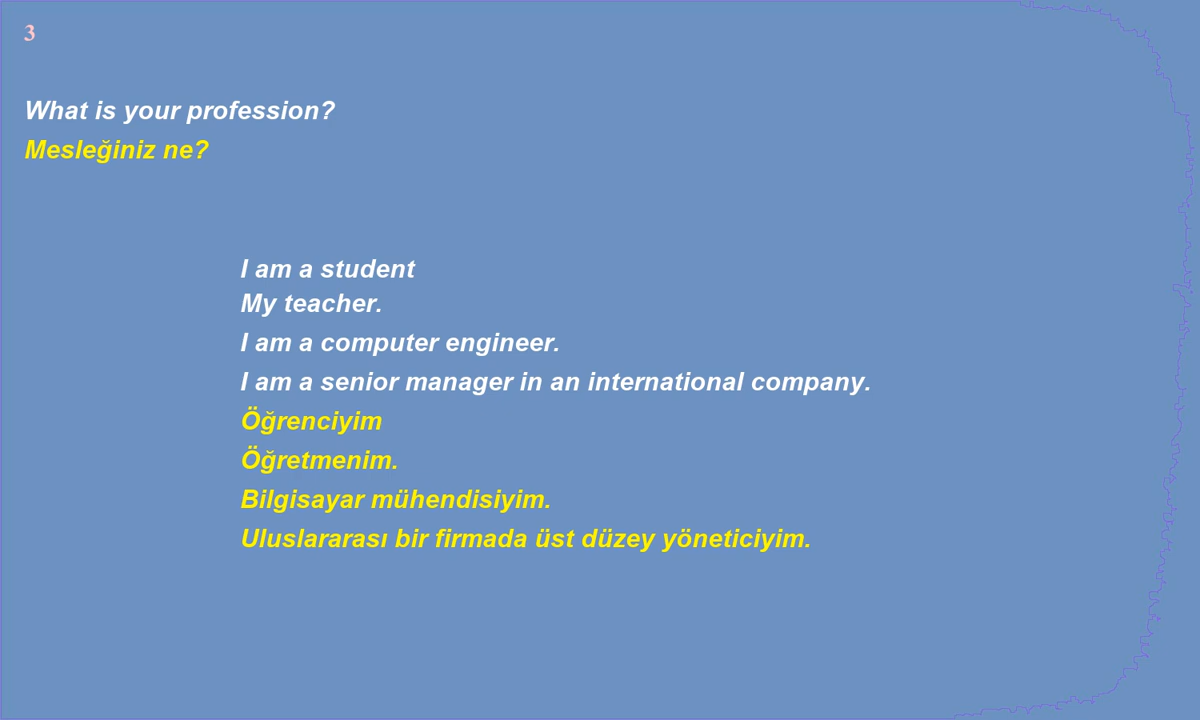 3
What is your profession?
Mesleğiniz ne?
I am a student
My teacher.
I am a computer engineer.
I am a senior manager in an international company.
Öğrenciyim
Öğretmenim.
Bilgisayar mühendisiyim.
Uluslararası bir firmada üst düzey yöneticiyim.